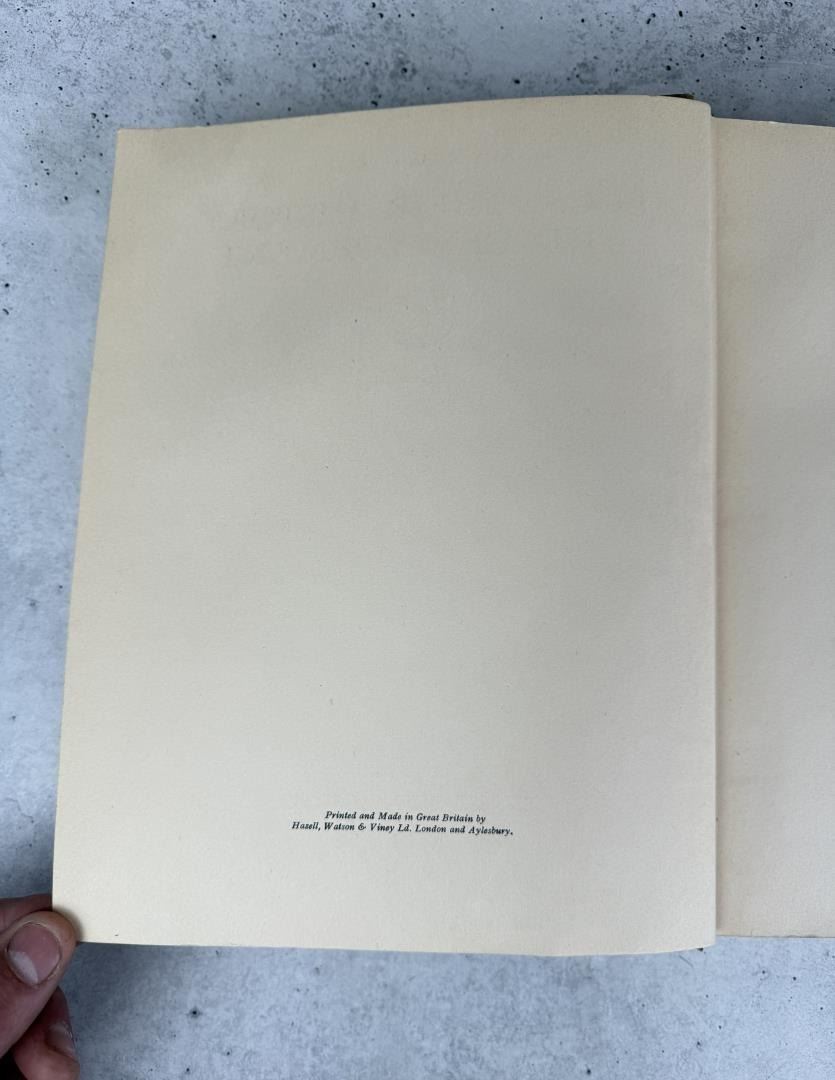 Printed and Made in Great Britain by
Hazell, Watson & Viney Ld. London and Aylesbury.